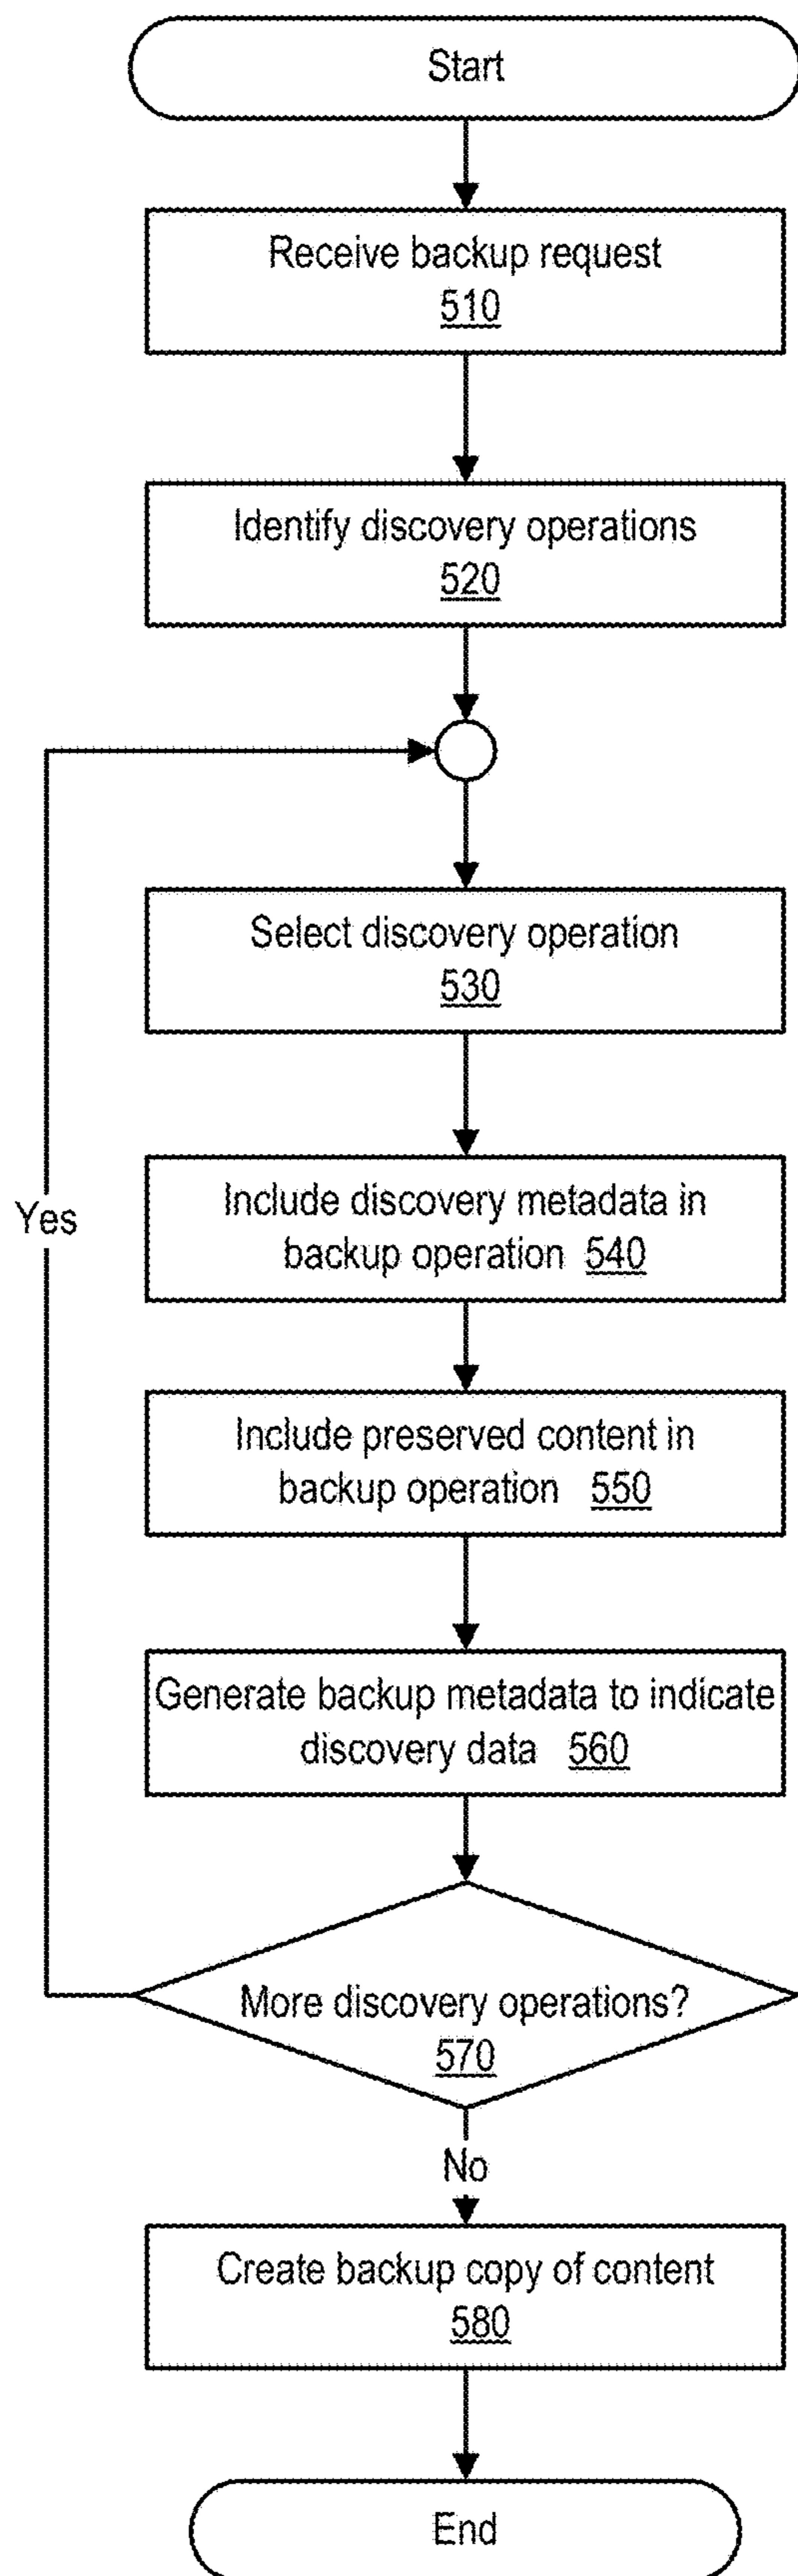 Start
Receive backup request
510
Identify discovery operations
520
Select discovery operation
530
Include discovery metadata in
backup operation 540
Yes
Include preserved content in
backup operation 550
Generate backup metadata to indicate
discovery data 560
More discovery operations?
570
No
Create backup copy of content
580
End